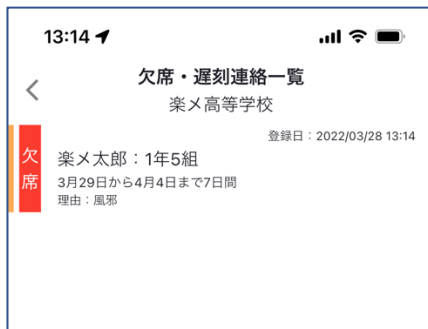 13:14
欠席・遅刻連絡一覧
楽メ高等学校
登録日：2022/03/28 13:14
欠席
楽メ太郎：1年5組
3月29日から4月4日まで7日間
理由：風邪